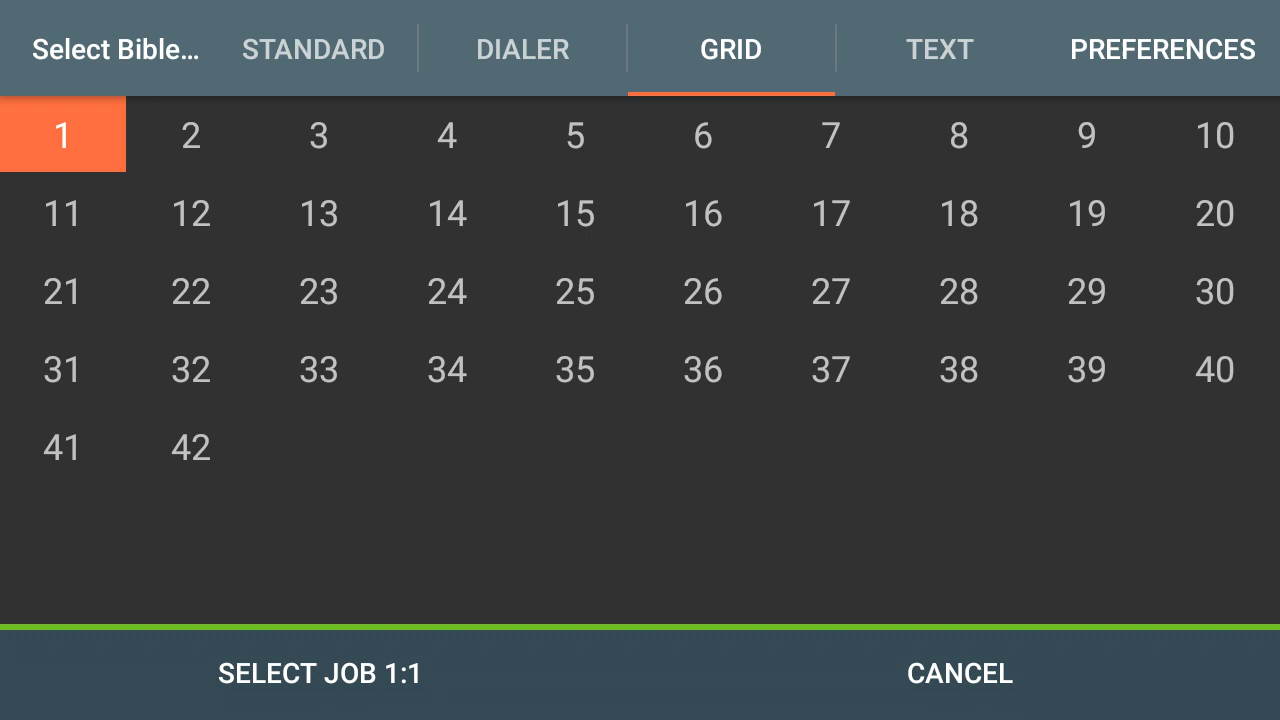 Select Bible… STANDARD DIALER GRID TEXT PREFERENCES
1 2 3 4 5 6 7 8 9 10
11 12 13 14 15 16 17 18 19 20
21 22 23 24 25 26 27 28 29 30
31 32 33 34 35 36 37 38 39 40
41 42
SELECT JOB 1:1 CANCEL